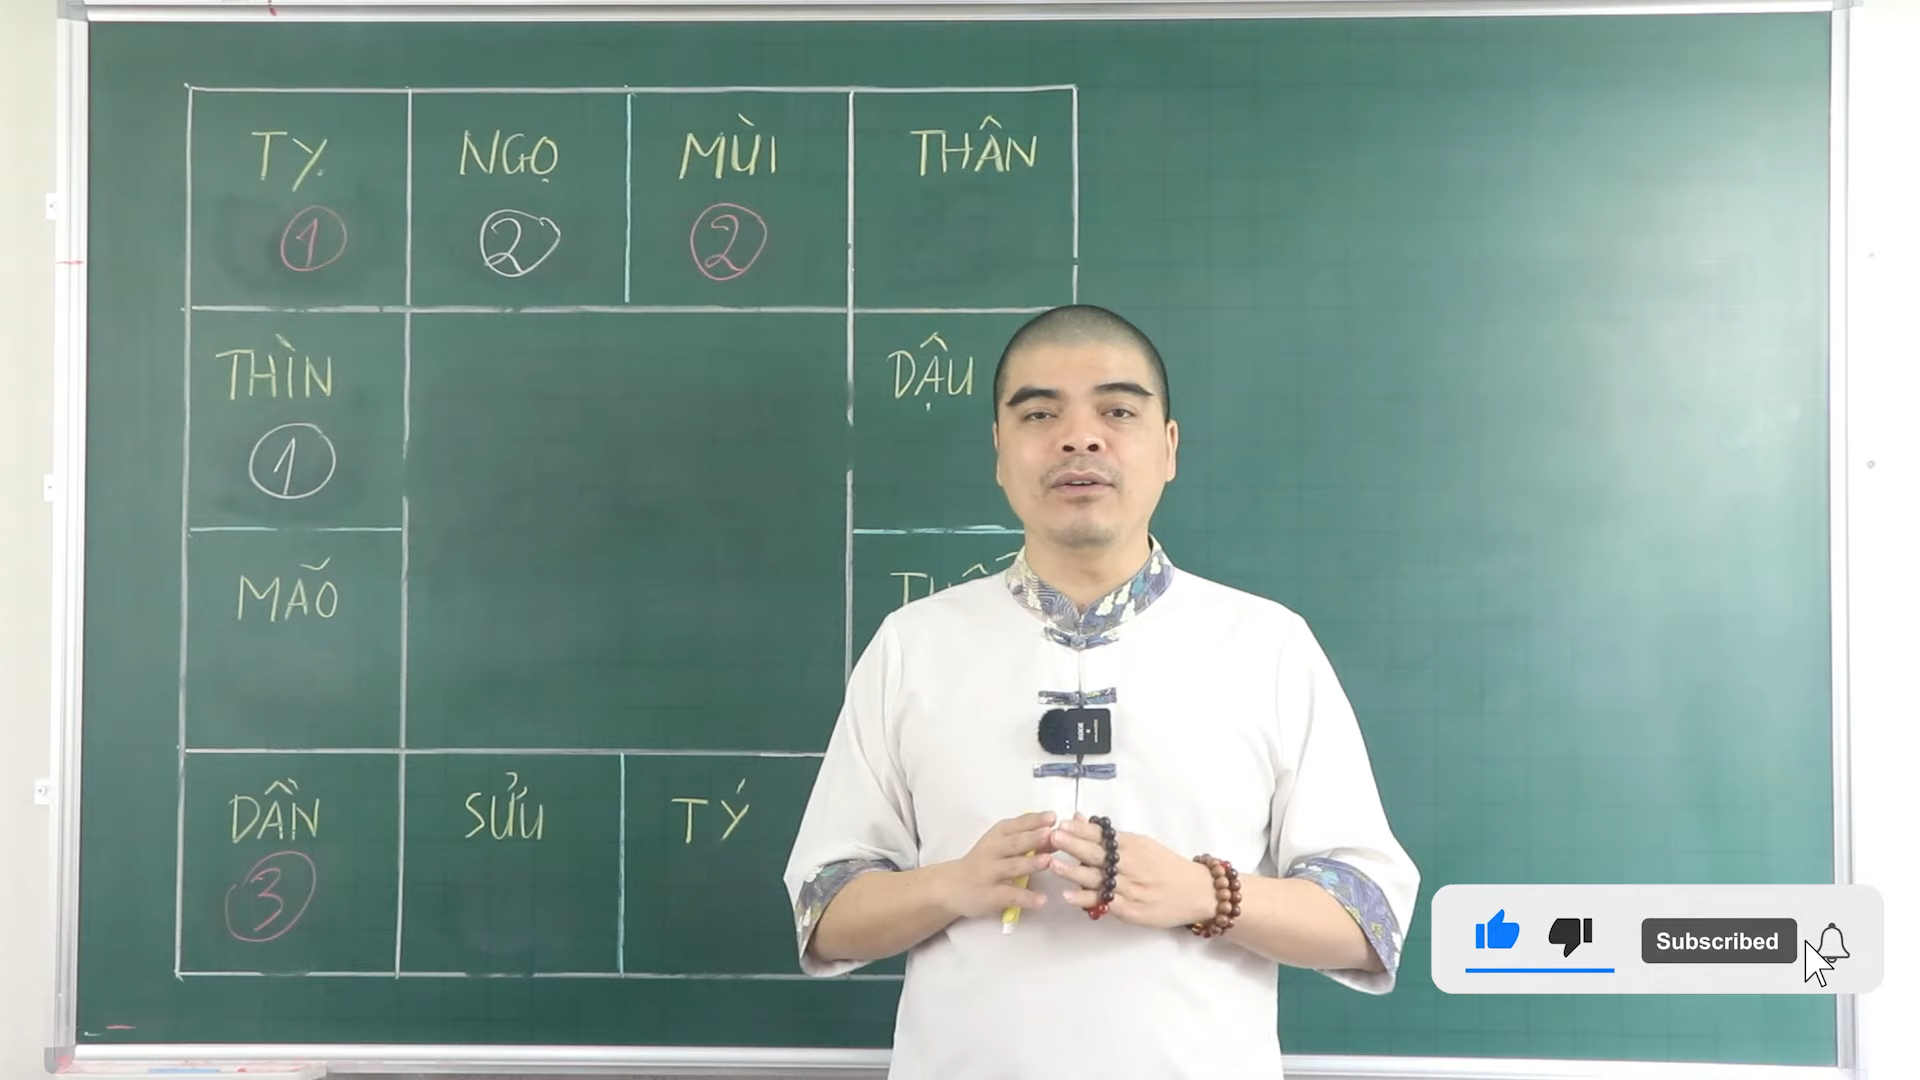 TỴ NGỌ MÙI THÂN
1 2 2
THÌN DẬU
1
MÃO
DẦN SỬU TÝ
3
Subscribed